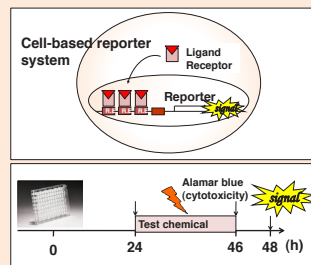 Cell-based reporter
system
Ligand
Receptor
Reporter
signal
Alamar blue
(cytotoxicity)
signal
Test chemical
0
24
46
48
(h)